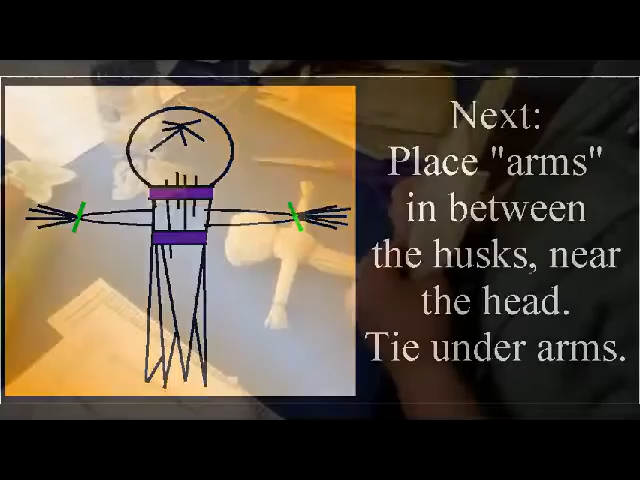 Next:
Place "arms"
in between
the husks, near
the head.
Tie under arms.